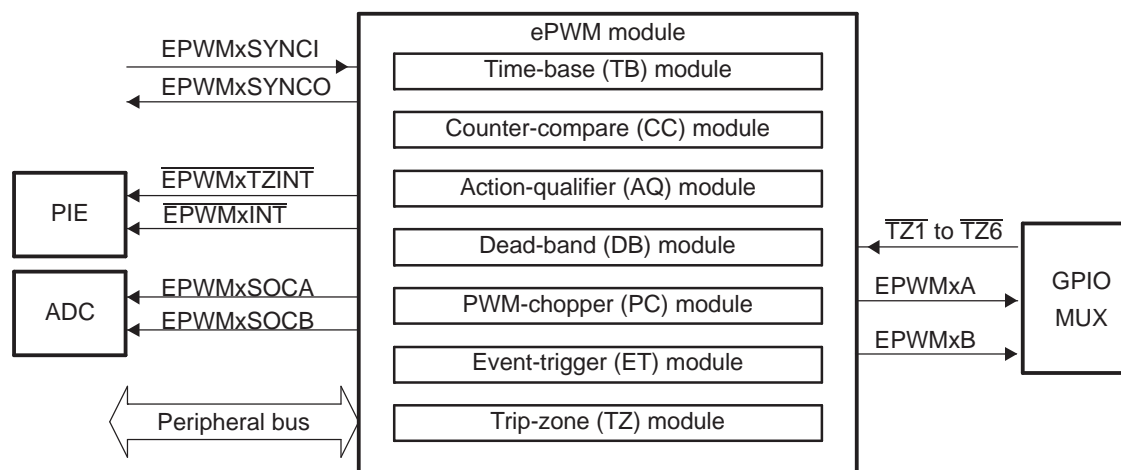 ePWM module
EPWMxSYNCI
Time-base (TB) module
EPWMxSYNCO
Counter-compare (CC) module
EPWMxTZINT
Action-qualifier (AQ) module
PIE
EPWMxINT
TZ1 to TZ6
Dead-band (DB) module
EPWMxSOCA
EPWMxA
GPIO
MUX
ADC
PWM-chopper (PC) module
EPWMxSOCB
EPWMxB
Event-trigger (ET) module
Peripheral bus
Trip-zone (TZ) module